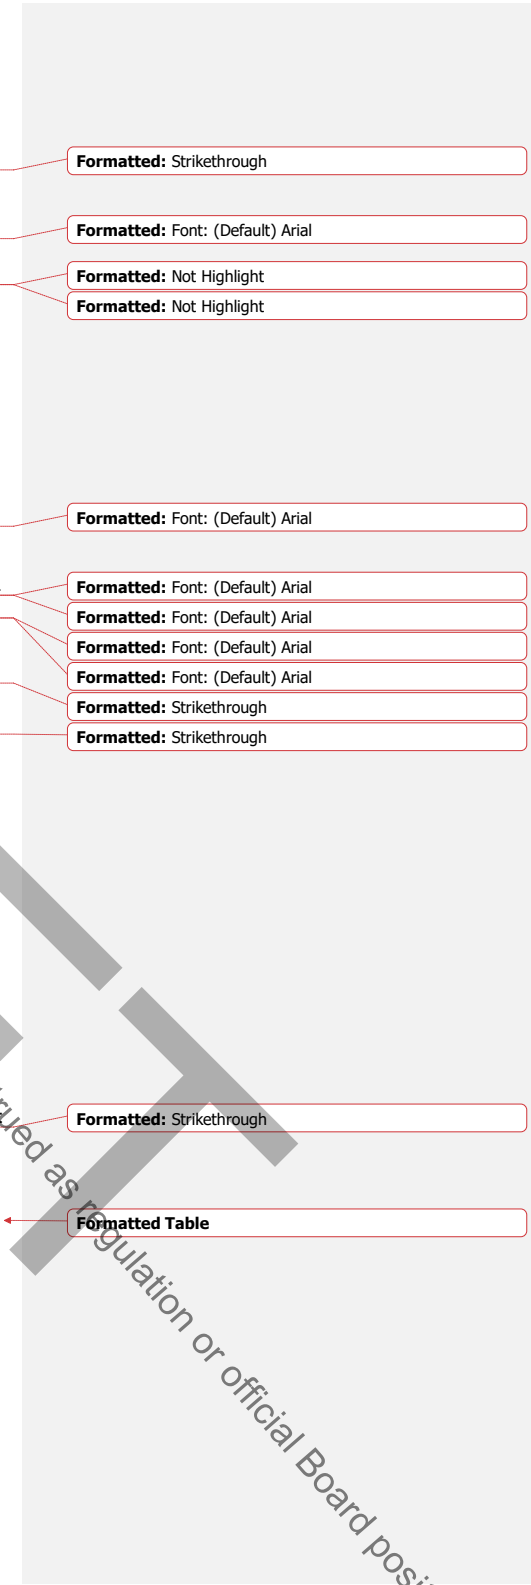 Formatted: Strikethrough
Formatted: Font: (Default) Arial
Formatted: Not Highlight
Formatted: Not Highlight
Formatted: Font: (Default) Arial
Formatted: Font: (Default) Arial
Formatted: Font: (Default) Arial
Formatted: Font: (Default) Arial
Formatted: Font: (Default) Arial
Formatted: Strikethrough
Formatted: Strikethrough
Formatted: Strikethrough
Formatted Table
T
as regulation or official Board